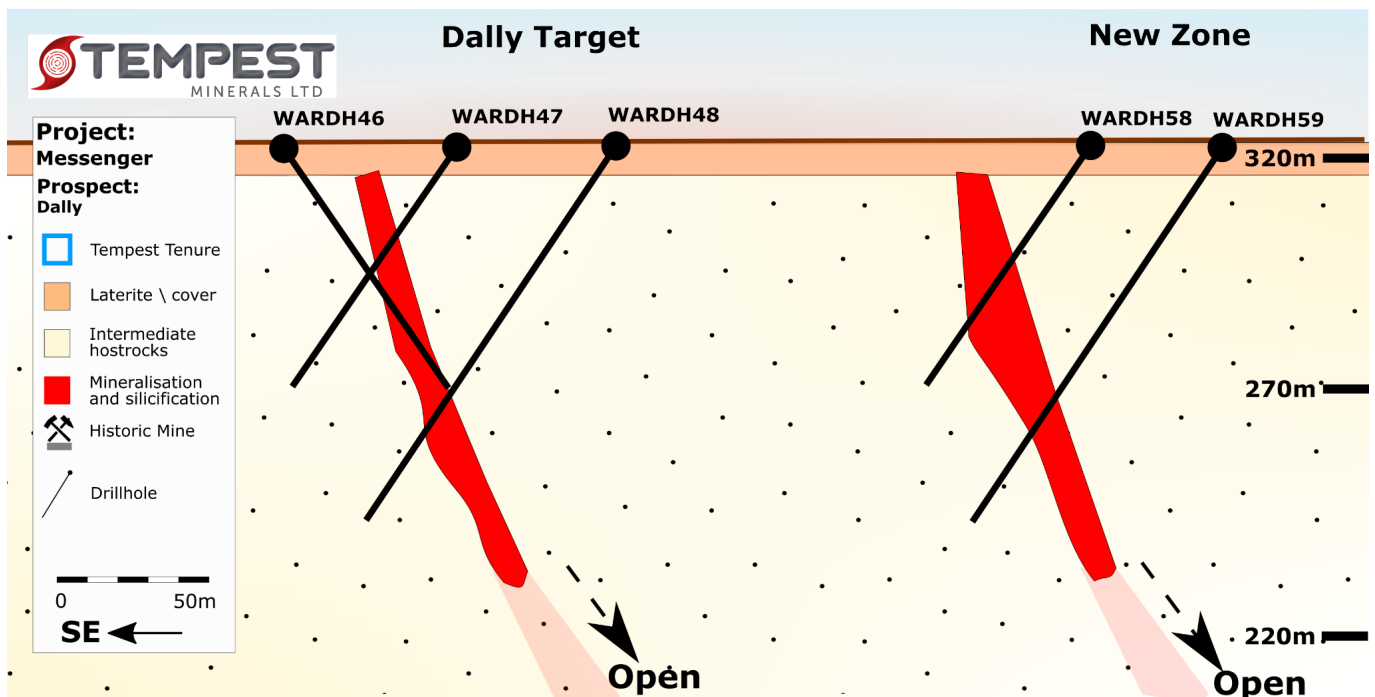 TEMPEST
MINERALS LTD
Dally Target
New Zone
WARDH46
WARDH47
WARDH48
WARDH58
WARDH59
Project:
Messenger
Prospect:
Dally
Tempest Tenure
Laterite \ cover
Intermediate
hostrocks
Mineralisation
and silicification
Historic Mine
Drillhole
0
50m
SE
320m
270m
220m
Open
Open